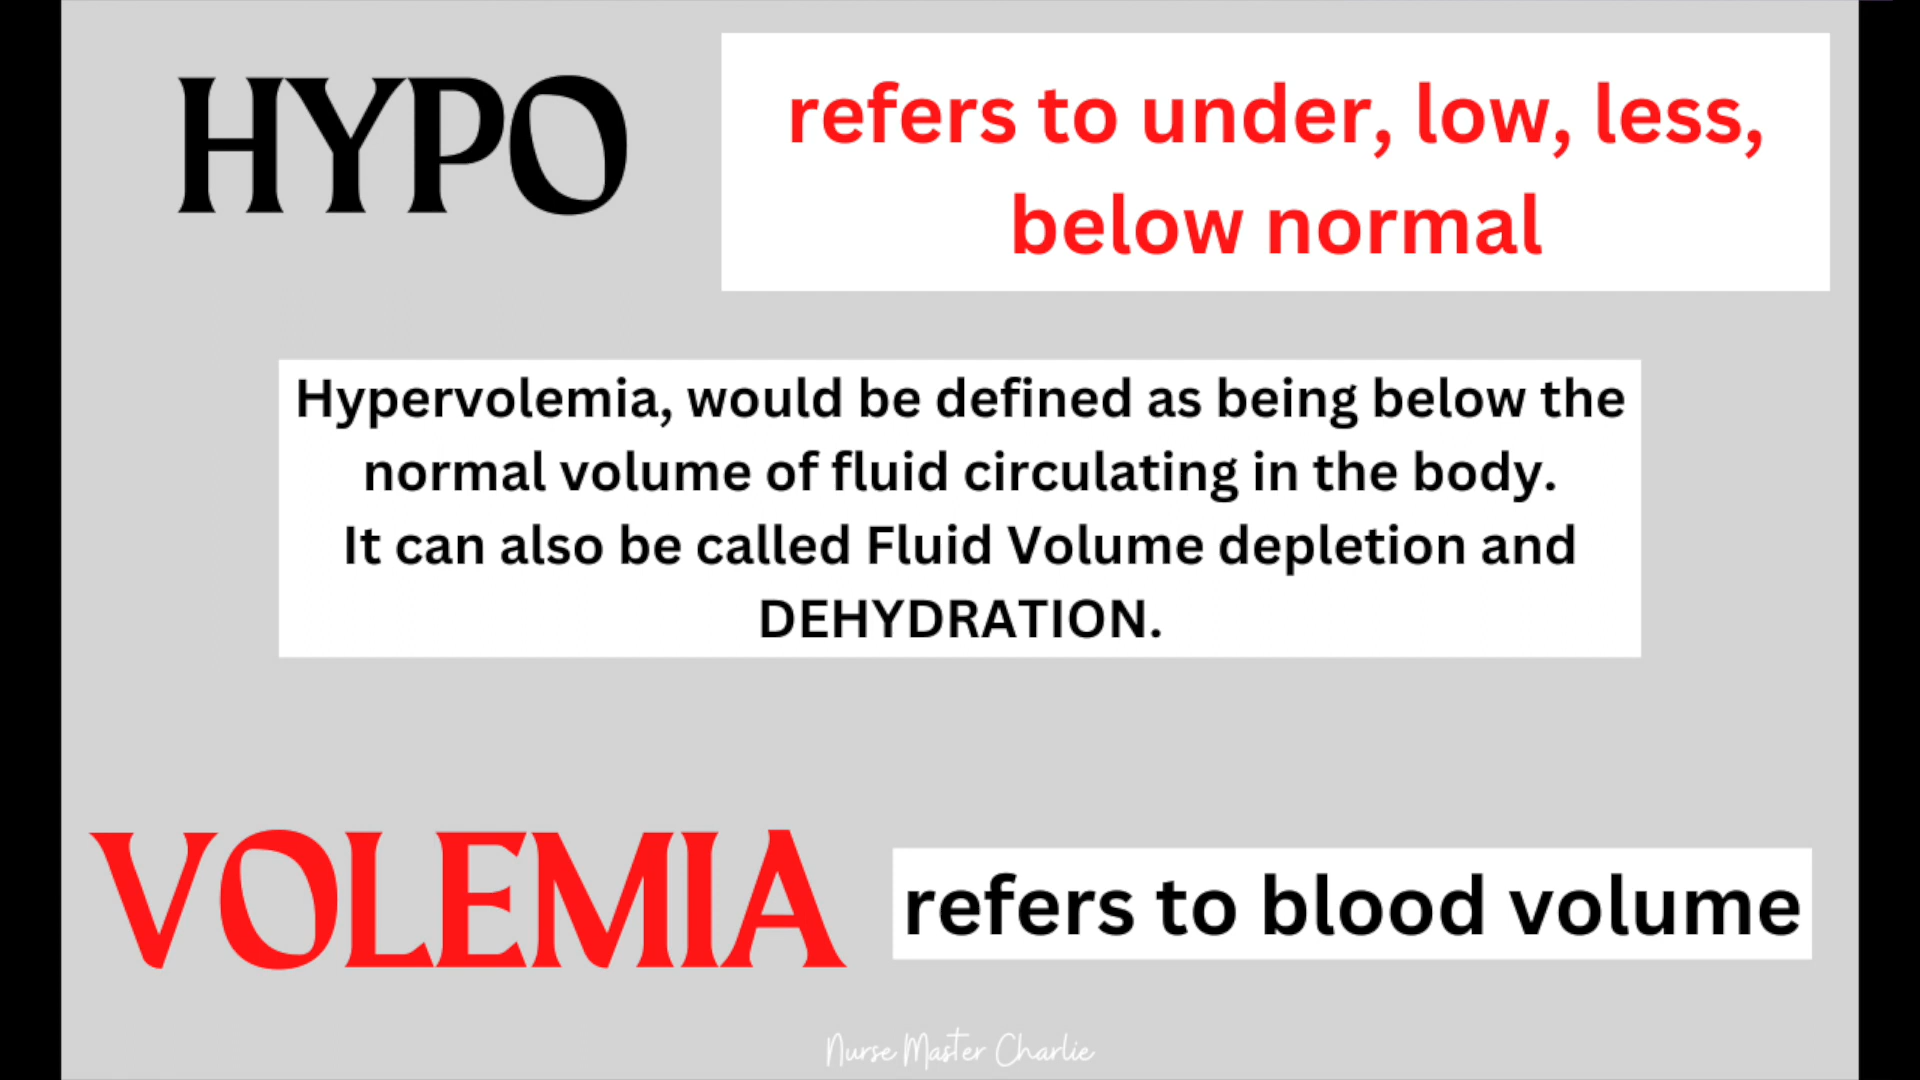 HYPO
refers to under, low, less,
below normal
Hypervolemia, would be defined as being below the
normal volume of fluid circulating in the body.
It can also be called Fluid Volume depletion and
DEHYDRATION.
VOLEMIA
refers to blood volume
Nurse Master Charlie